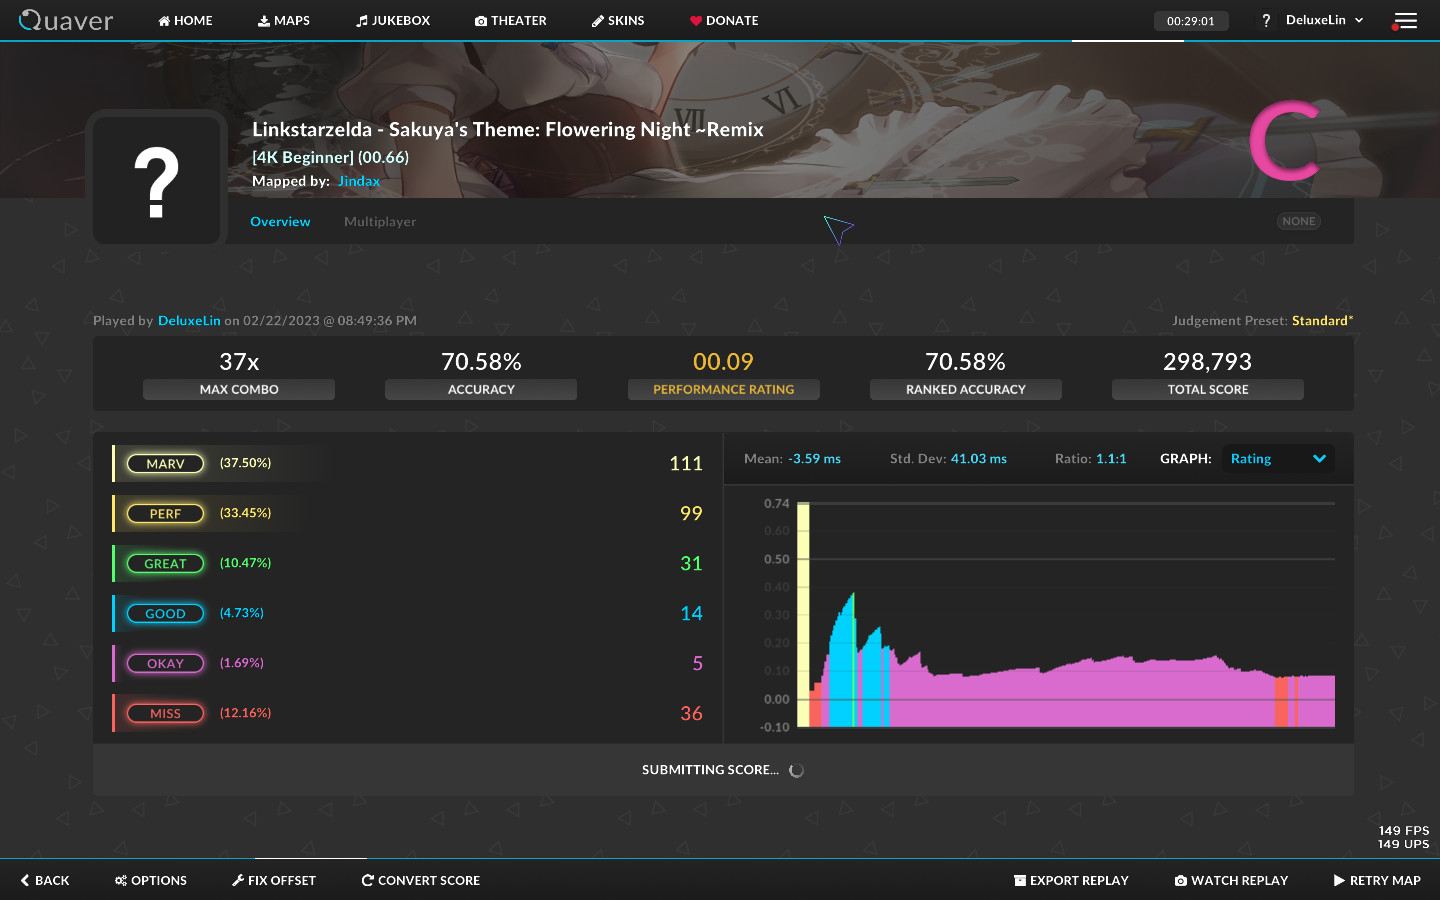 Quaver HOME MAPS JUKEBOX THEATER SKINS DONATE 00:29:01 ? DeluxeLin
VII VI
?
Linkstarzelda - Sakuya's Theme: Flowering Night ~Remix
[4K Beginner] (00.66)
Mapped by: Jindax
C
Overview Multiplayer NONE
Played by DeluxeLin on 02/22/2023 @ 08:49:36 PM Judgement Preset: Standard*
37x 70.58% 00.09 70.58% 298,793
MAX COMBO ACCURACY PERFORMANCE RATING RANKED ACCURACY TOTAL SCORE
MARV (37.50%) 111
PERF (33.45%) 99
GREAT (10.47%) 31
GOOD (4.73%) 14
OKAY (1.69%) 5
MISS (12.16%) 36
Mean: -3.59 ms Std. Dev: 41.03 ms Ratio: 1.1:1 GRAPH: Rating
0.74
0.60
0.50
0.40
0.30
0.20
0.10
0.00
-0.10
SUBMITTING SCORE...
149 FPS
149 UPS
BACK OPTIONS FIX OFFSET CONVERT SCORE EXPORT REPLAY WATCH REPLAY RETRY MAP